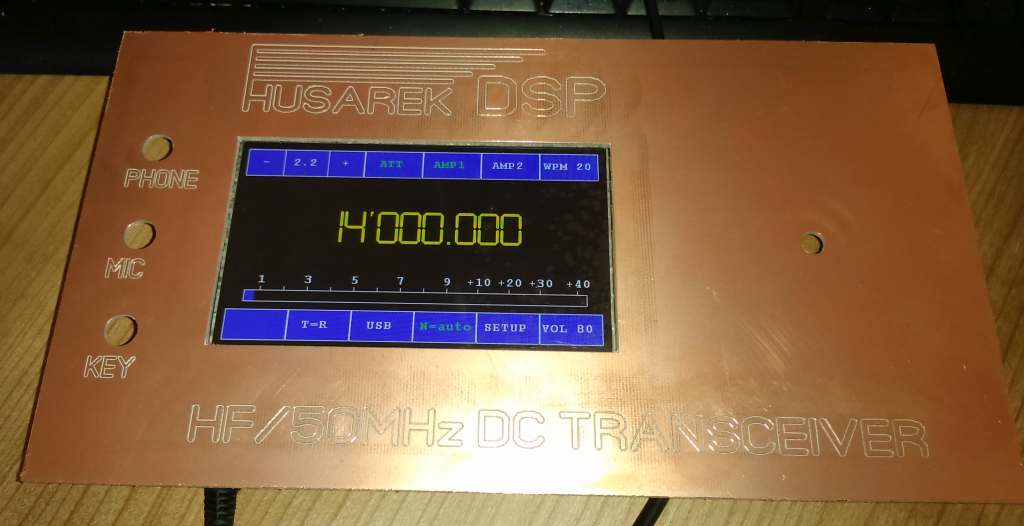 HUSAREK DSP
PHONE
MIC
KEY
- 2.2 + ATT AMP1 AMP2 WPM 20
14'000.000
1 3 5 7 9 +10 +20 +30 +40
T=R USB N=auto SETUP VOL 80
HF/50MHz DC TRANSCEIVER